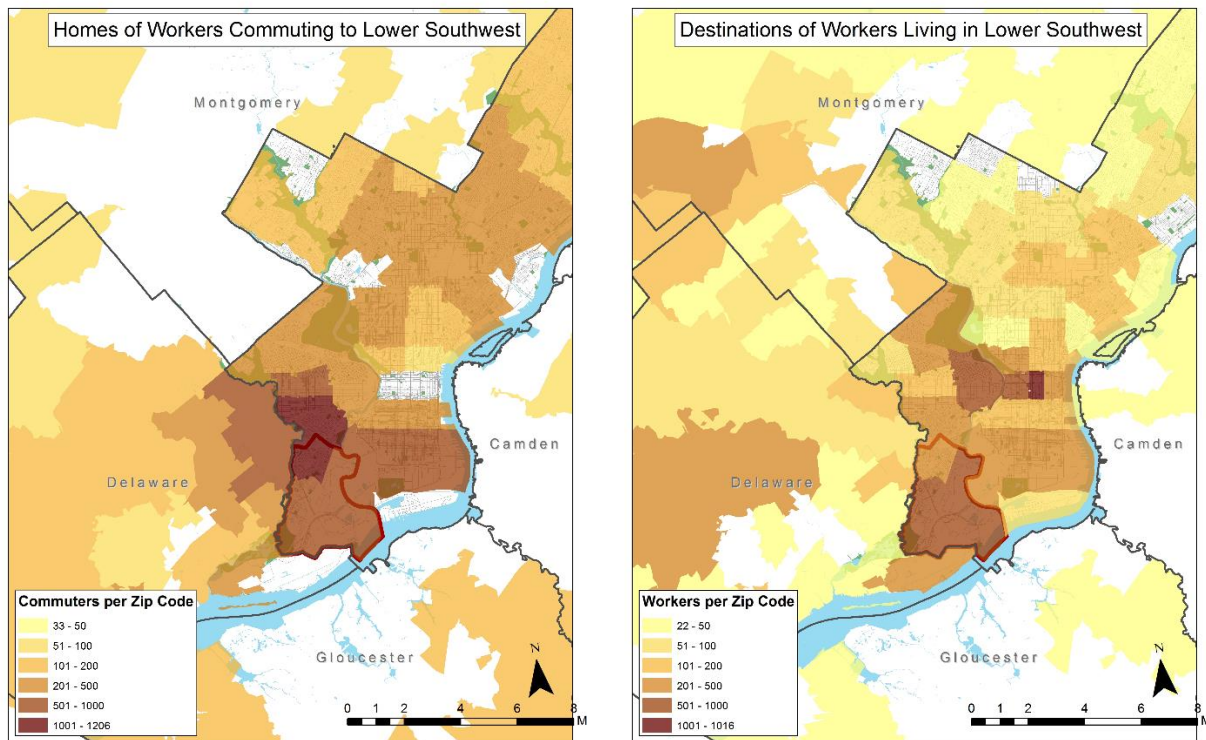 Homes of Workers Commuting to Lower Southwest
Montgomery
Camden
Delaware
Gloucester
Commuters per Zip Code
33 - 50
51 - 100
101 - 200
201 - 500
501 - 1000
1001 - 1206
N
0 2 4 6 8
M
Destinations of Workers Living in Lower Southwest
Montgomery
Camden
Delaware
Gloucester
Workers per Zip Code
22 - 50
51 - 100
101 - 200
201 - 500
501 - 1000
1001 - 1016
N
0 2 4 6 8
M